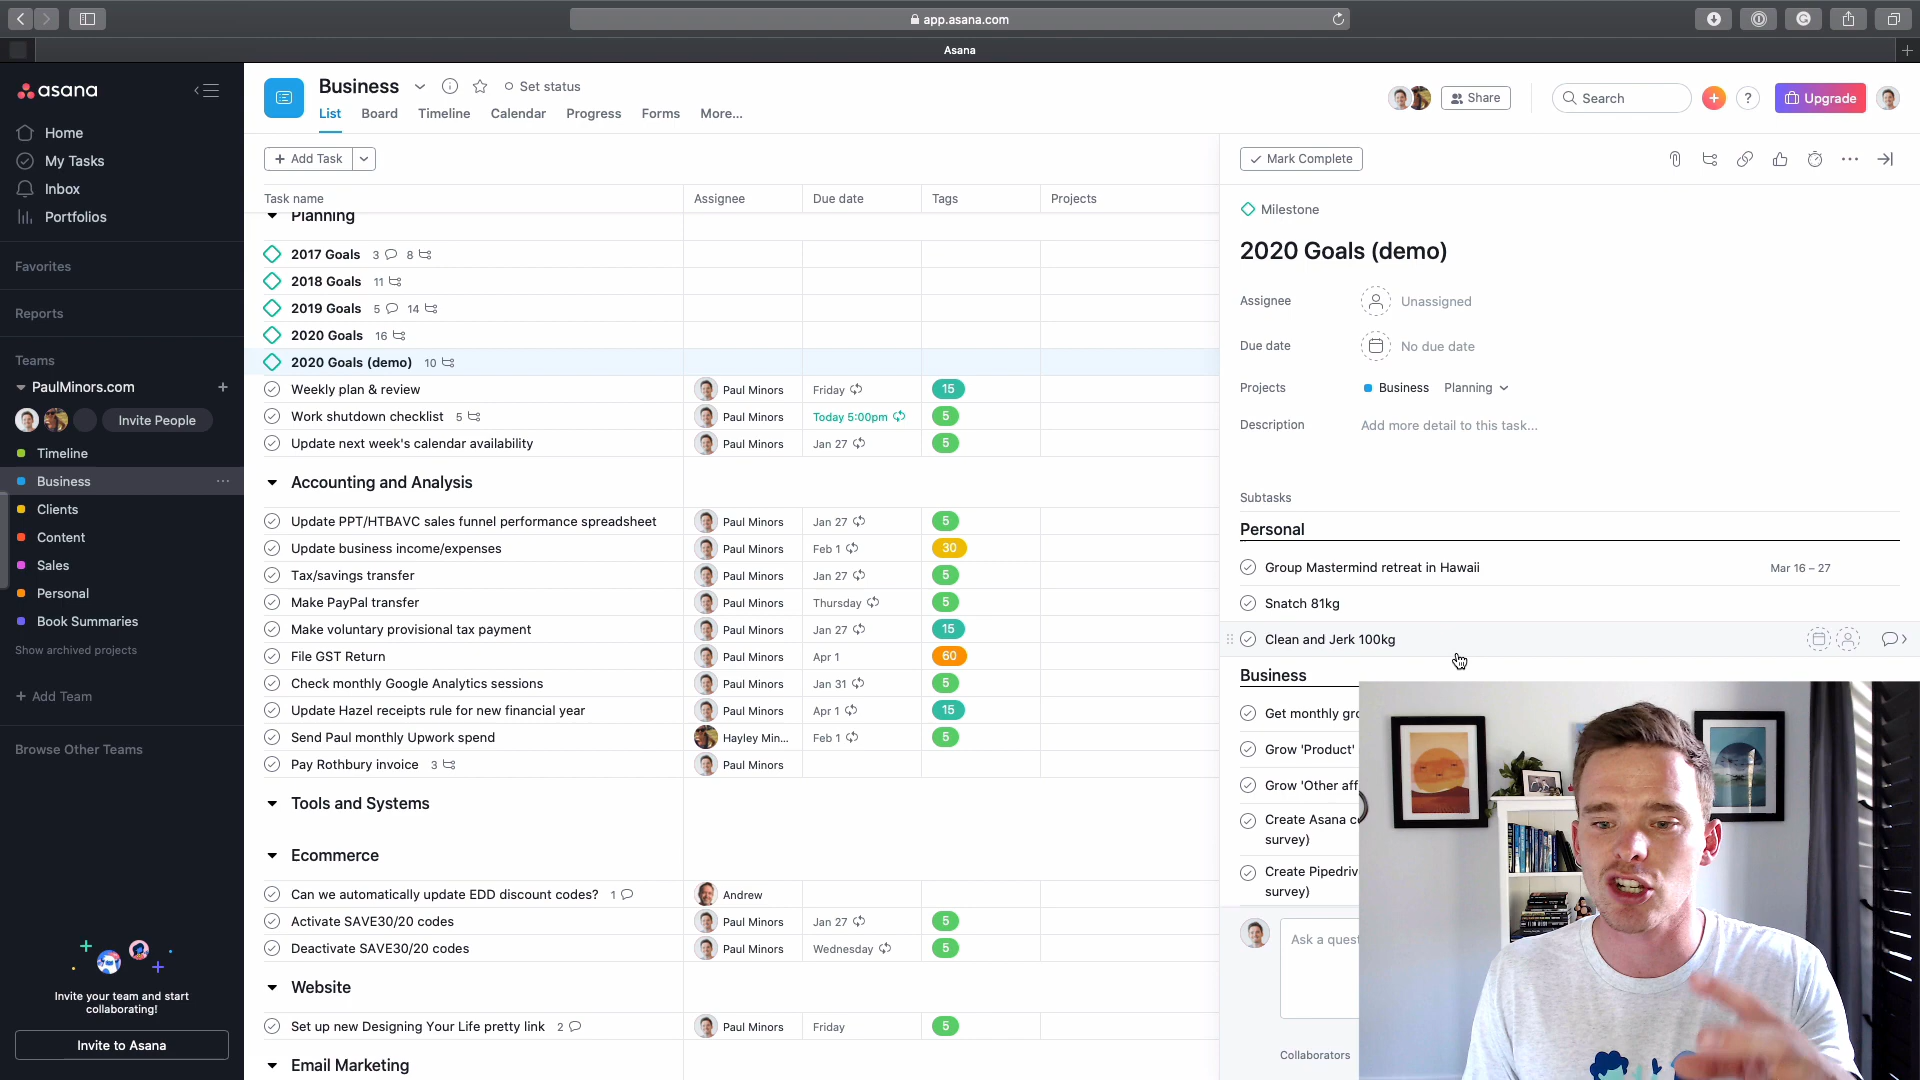 app.asana.com
Asana
asana
Home
My Tasks
Inbox
Portfolios
Favorites
Reports
Teams
PaulMinors.com
Invite People
Timeline
Business
Clients
Content
Sales
Personal
Book Summaries
Show archived projects
+ Add Team
Browse Other Teams
Invite your team and start
collaborating!
Invite to Asana
Business
Set status
List Board Timeline Calendar Progress Forms More...
Share
Search
Upgrade
+ Add Task
Task name Assignee Due date Tags Projects
Planning
2017 Goals 3 8
2018 Goals 11
2019 Goals 5 14
2020 Goals 16
2020 Goals (demo) 10
Weekly plan & review Paul Minors Friday 15
Work shutdown checklist 5 Paul Minors Today 5:00pm 5
Update next week's calendar availability Paul Minors Jan 27 5
Accounting and Analysis
Update PPT/HTBAVC sales funnel performance spreadsheet Paul Minors Jan 27 5
Update business income/expenses Paul Minors Feb 1 30
Tax/savings transfer Paul Minors Jan 27 5
Make PayPal transfer Paul Minors Thursday 5
Make voluntary provisional tax payment Paul Minors Jan 27 15
File GST Return Paul Minors Apr 1 60
Check monthly Google Analytics sessions Paul Minors Jan 31 5
Update Hazel receipts rule for new financial year Paul Minors Apr 1 15
Send Paul monthly Upwork spend Hayley Min... Feb 1 5
Pay Rothbury invoice 3 Paul Minors
Tools and Systems
Ecommerce
Can we automatically update EDD discount codes? 1 Andrew
Activate SAVE30/20 codes Paul Minors Jan 27 5
Deactivate SAVE30/20 codes Paul Minors Wednesday 5
Website
Set up new Designing Your Life pretty link 2 Paul Minors Friday 5
Email Marketing
Mark Complete
Milestone
2020 Goals (demo)
Assignee Unassigned
Due date No due date
Projects Business Planning
Description Add more detail to this task...
Subtasks
Personal
Group Mastermind retreat in Hawaii Mar 16 – 27
Snatch 81kg
Clean and Jerk 100kg
Business
Get monthly gro
Grow 'Product'
Grow 'Other aff
Create Asana c
survey)
Create Pipedriv
survey)
Ask a quest
Collaborators